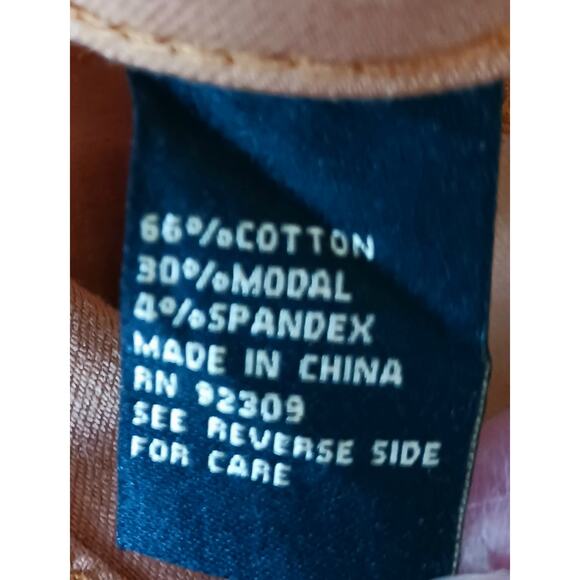 66%COTTON
30%MODAL
4%SPANDEX
MADE IN CHINA
RN 92309
SEE REVERSE SIDE
FOR CARE